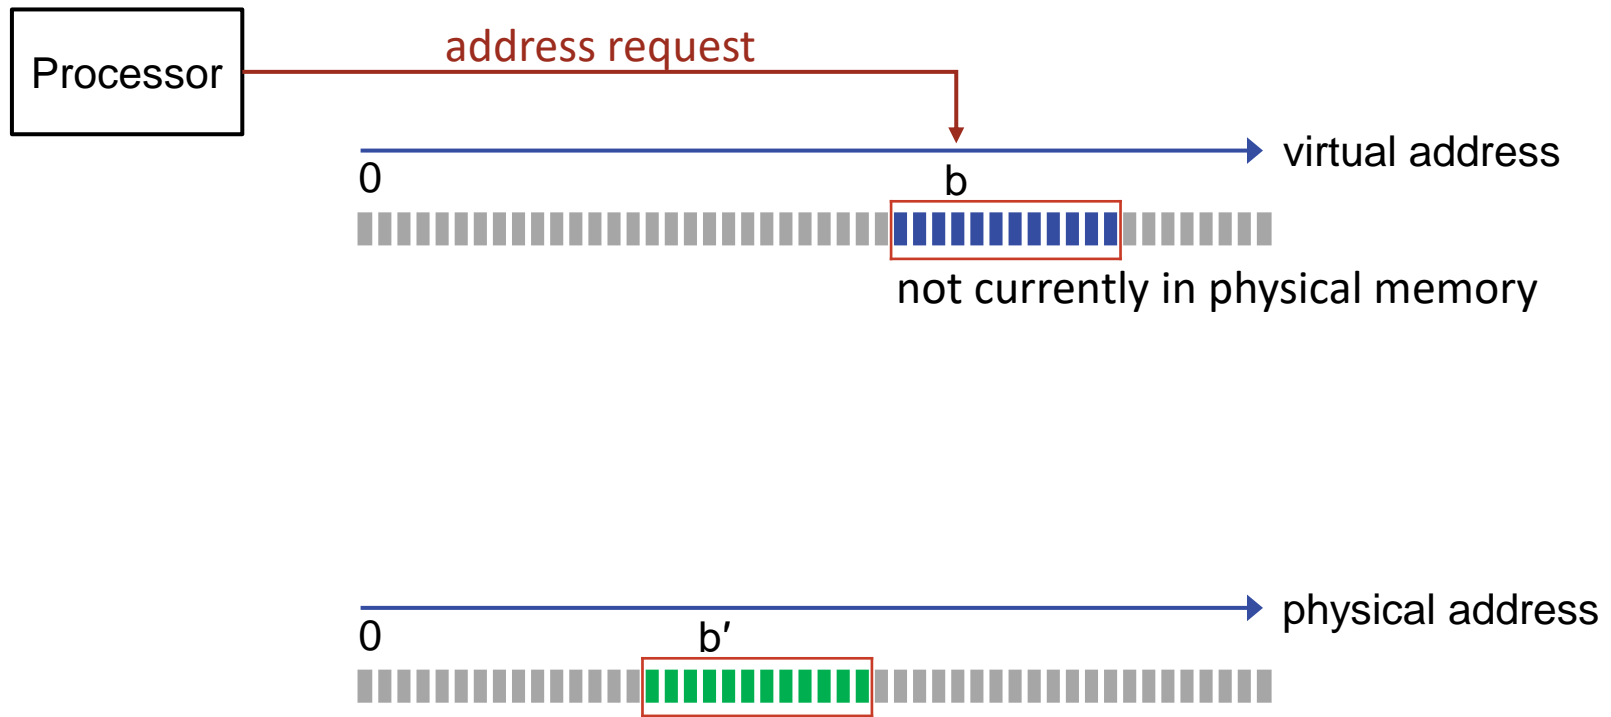 address request
Processor
virtual address
0
b
not currently in physical memory
physical address
0
b′